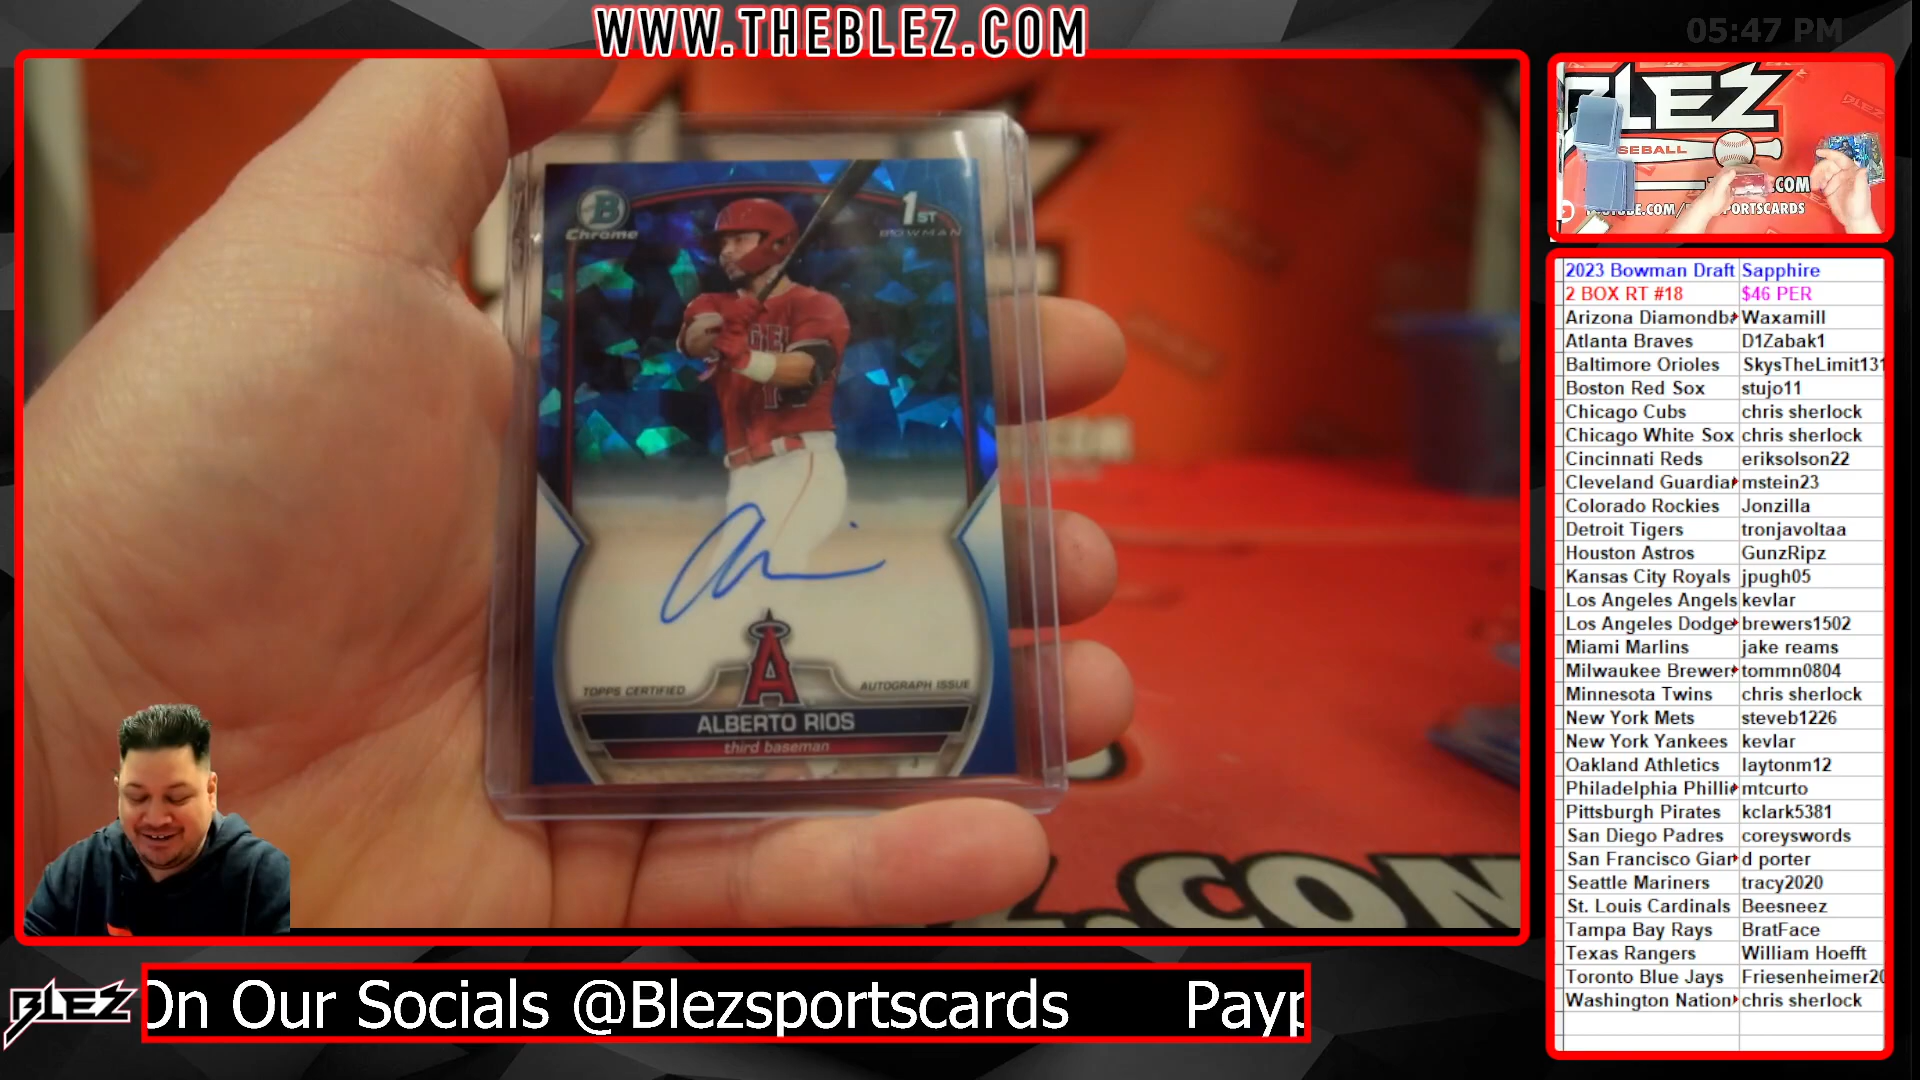 WWW.THEBLEZ.COM
05:47 PM
B
Chrome
1ST
BOWMAN
TOPPS CERTIFIED
AUTOGRAPH ISSUE
A
ALBERTO RIOS
third baseman
BLEZ
SEBALL
.COM
2023 Bowman Draft Sapphire
2 BOX RT #18 $46 PER
Arizona Diamondba Waxamill
Atlanta Braves D1Zabak1
Baltimore Orioles SkysTheLimit131
Boston Red Sox stujo11
Chicago Cubs chris sherlock
Chicago White Sox chris sherlock
Cincinnati Reds eriksolson22
Cleveland Guardia mstein23
Colorado Rockies Jonzilla
Detroit Tigers tronjavoltaa
Houston Astros GunzRipz
Kansas City Royals jpugh05
Los Angeles Angels kevlar
Los Angeles Dodge brewers1502
Miami Marlins jake reams
Milwaukee Brewer tommn0804
Minnesota Twins chris sherlock
New York Mets steveb1226
New York Yankees kevlar
Oakland Athletics laytonm12
Philadelphia Philli mtcurto
Pittsburgh Pirates kclark5381
San Diego Padres coreyswords
San Francisco Gian d porter
Seattle Mariners tracy2020
St. Louis Cardinals Beesneez
Tampa Bay Rays BratFace
Texas Rangers William Hoefft
Toronto Blue Jays Friesenheimer20
Washington Nation chris sherlock
BLEZ
On Our Socials @Blezsportscards Payp